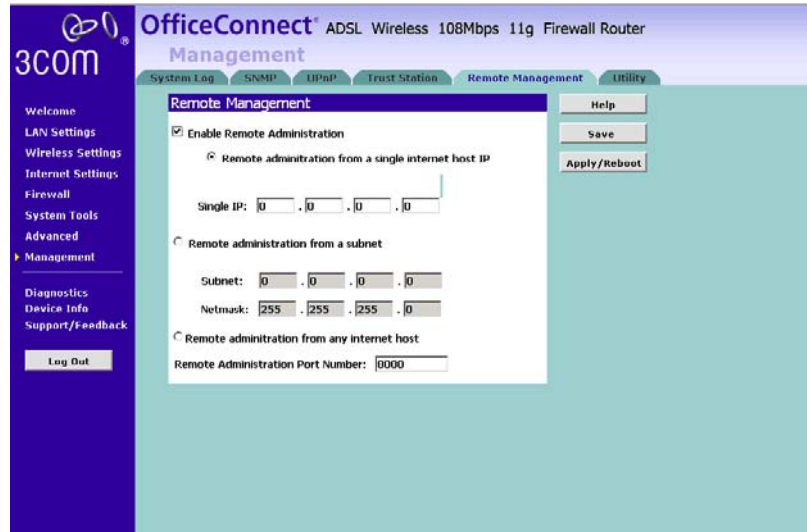 3COM®
OfficeConnect® ADSL Wireless 108Mbps 11g Firewall Router
Management
System Log SNMP UPnP Trust Station Remote Management Utility
Welcome
LAN Settings
Wireless Settings
Internet Settings
Firewall
System Tools
Advanced
Management
Diagnostics
Device Info
Support/Feedback
Log Out
Remote Management
Enable Remote Administration
Remote adminitration from a single internet host IP
Single IP: 0 . 0 . 0 . 0
Remote administration from a subnet
Subnet: 0 . 0 . 0 . 0
Netmask: 255 . 255 . 255 . 0
Remote adminitration from any internet host
Remote Administration Port Number: 0000
Help
Save
Apply/Reboot